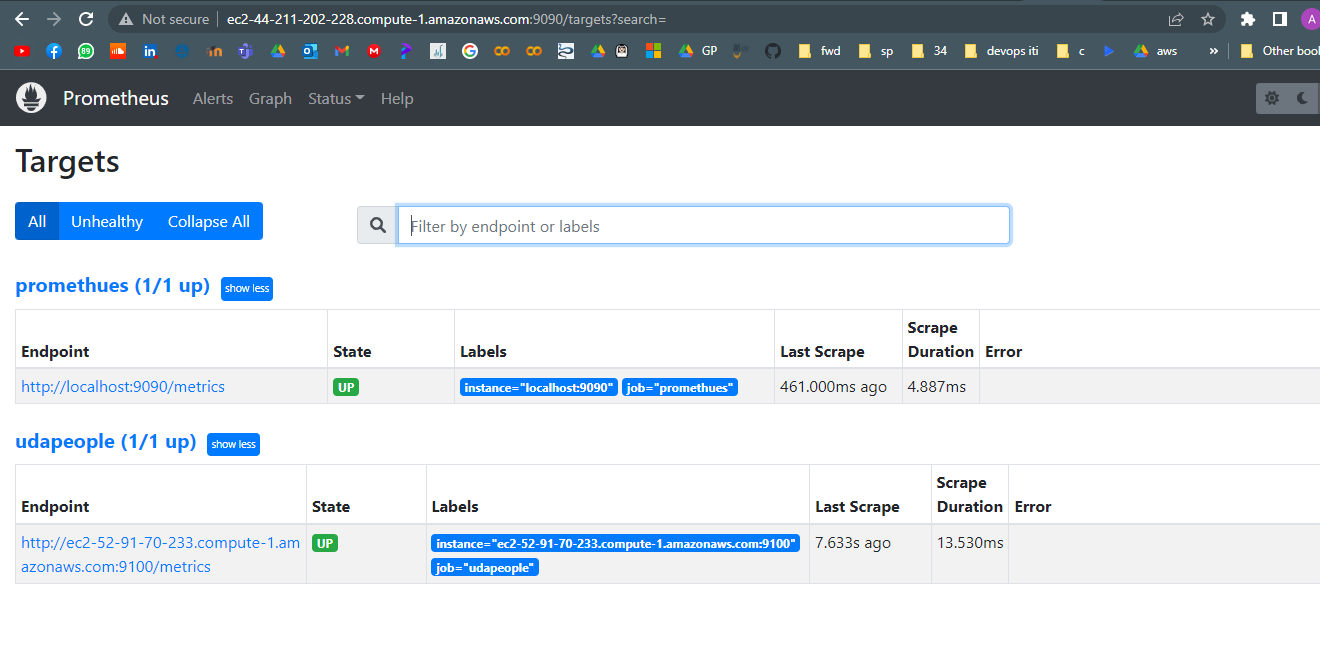 Not secure ec2-44-211-202-228.compute-1.amazonaws.com:9090/targets?search=
A
89 in GP fwd sp 34 devops iti c aws » Other book
Prometheus Alerts Graph Status Help
Targets
All Unhealthy Collapse All
Filter by endpoint or labels
promethues (1/1 up) show less
Endpoint State Labels Last Scrape Scrape Duration Error
http://localhost:9090/metrics UP instance="localhost:9090" job="promethues" 461.000ms ago 4.887ms
udapeople (1/1 up) show less
Endpoint State Labels Last Scrape Scrape Duration Error
http://ec2-52-91-70-233.compute-1.am UP instance="ec2-52-91-70-233.compute-1.amazonaws.com:9100" 7.633s ago 13.530ms
azonaws.com:9100/metrics job="udapeople"